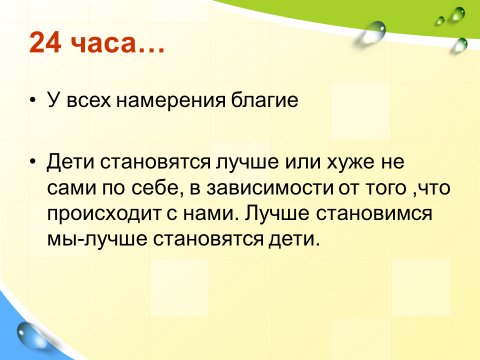 24 часа…
• У всех намерения благие
• Дети становятся лучше или хуже не
сами по себе, в зависимости от того ,что
происходит с нами. Лучше становимся
мы-лучше становятся дети.